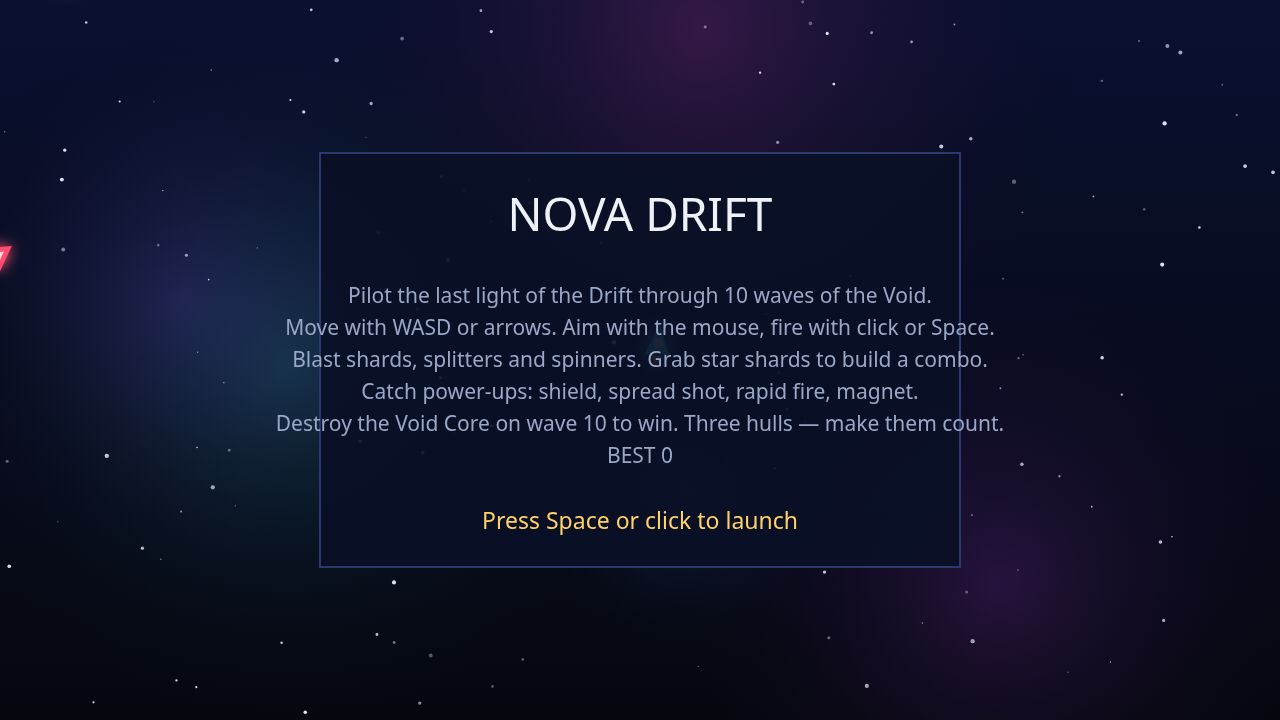 NOVA DRIFT
Pilot the last light of the Drift through 10 waves of the Void.
Move with WASD or arrows. Aim with the mouse, fire with click or Space.
Blast shards, splitters and spinners. Grab star shards to build a combo.
Catch power-ups: shield, spread shot, rapid fire, magnet.
Destroy the Void Core on wave 10 to win. Three hulls — make them count.
BEST 0
Press Space or click to launch